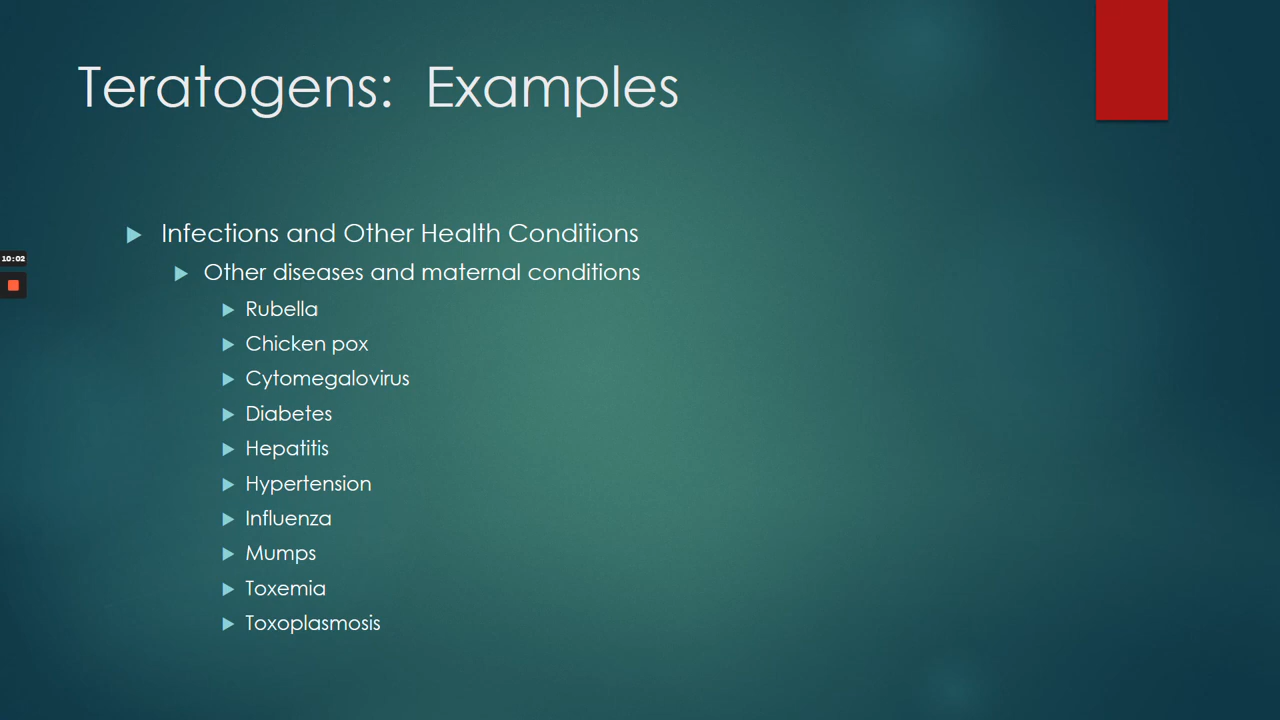 Teratogens:  Examples
Infections and Other Health Conditions
Other diseases and maternal conditions
10:02
Rubella
Chicken pox
Cytomegalovirus
Diabetes
Hepatitis
Hypertension
Influenza
Mumps
Toxemia
Toxoplasmosis